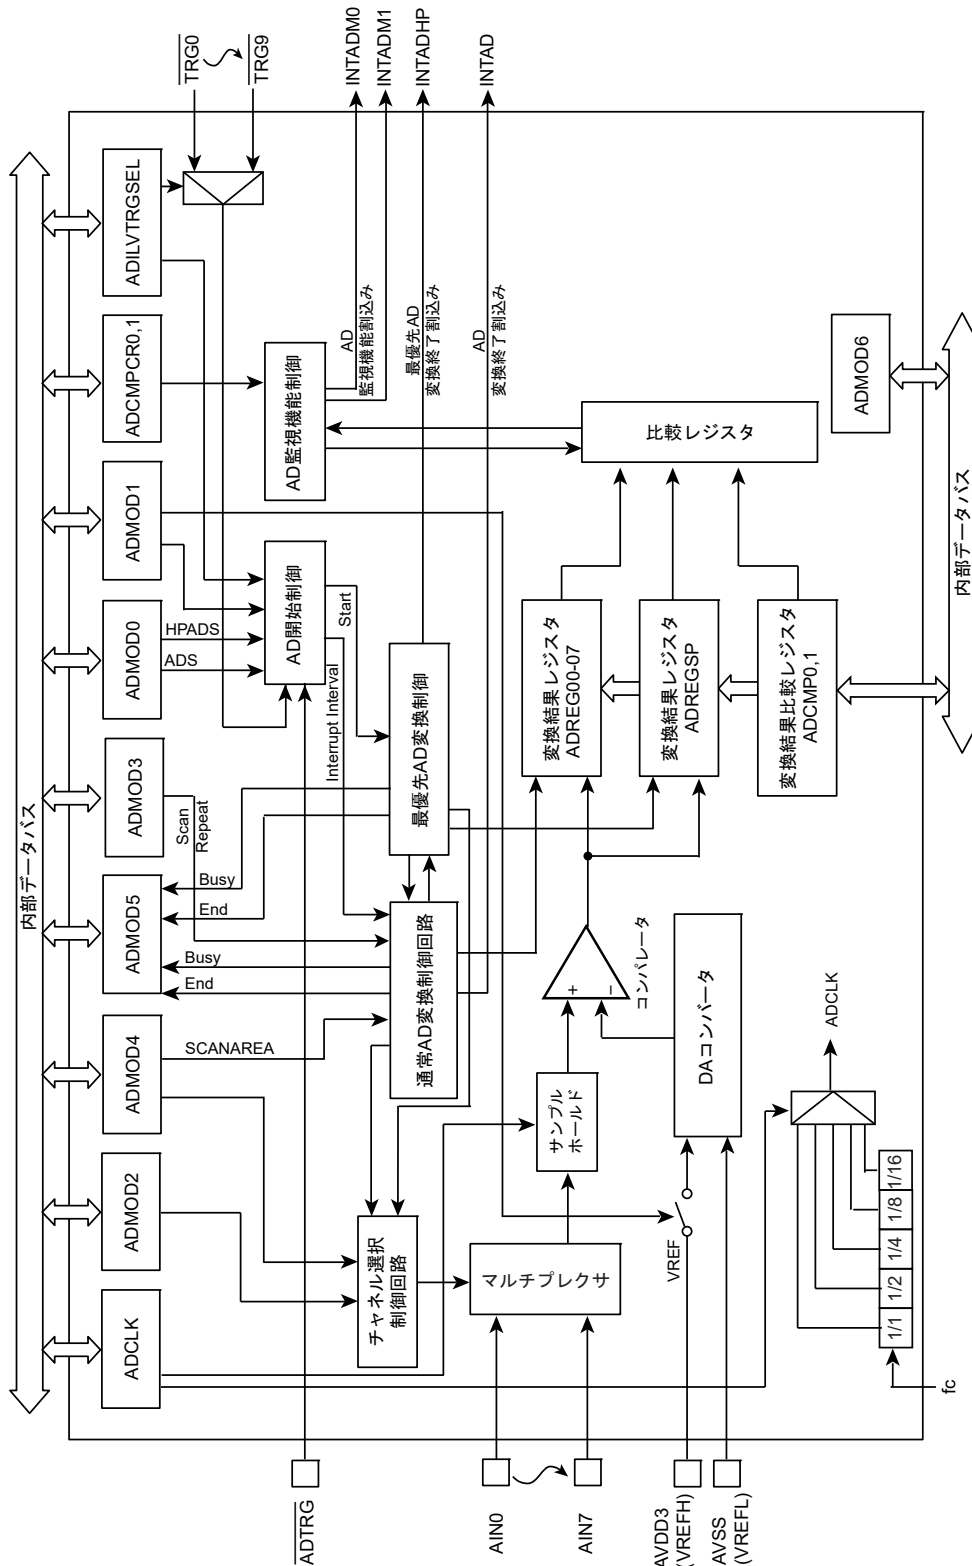 内部データバス
ADCLK
ADMOD2
ADMOD4
ADMOD5
ADMOD3
ADMOD0
ADMOD1
ADCMPCR0,1
ADILVTRGSEL
TRG0
TRG9
SCANAREA
End
Busy
End
Busy
Scan
Repeat
ADS
HPADS
Interrupt Interval
Start
チャネル選択
制御回路
通常AD変換制御回路
最優先AD変換制御
AD開始制御
AD監視機能制御
AD
監視機能割込み
最優先AD
変換終了割込み
AD
変換終了割込み
INTADM0
INTADM1
INTADHP
INTAD
ADTRG
AIN0
AIN7
AVDD3
(VREFH)
AVSS
(VREFL)
マルチプレクサ
サンプル
ホールド
+
−
コンパレータ
VREF
DAコンバータ
変換結果レジスタ
ADREG00-07
変換結果レジスタ
ADREGSP
変換結果比較レジスタ
ADCMP0,1
比較レジスタ
ADMOD6
内部データバス
fc
1/1
1/2
1/4
1/8
1/16
ADCLK